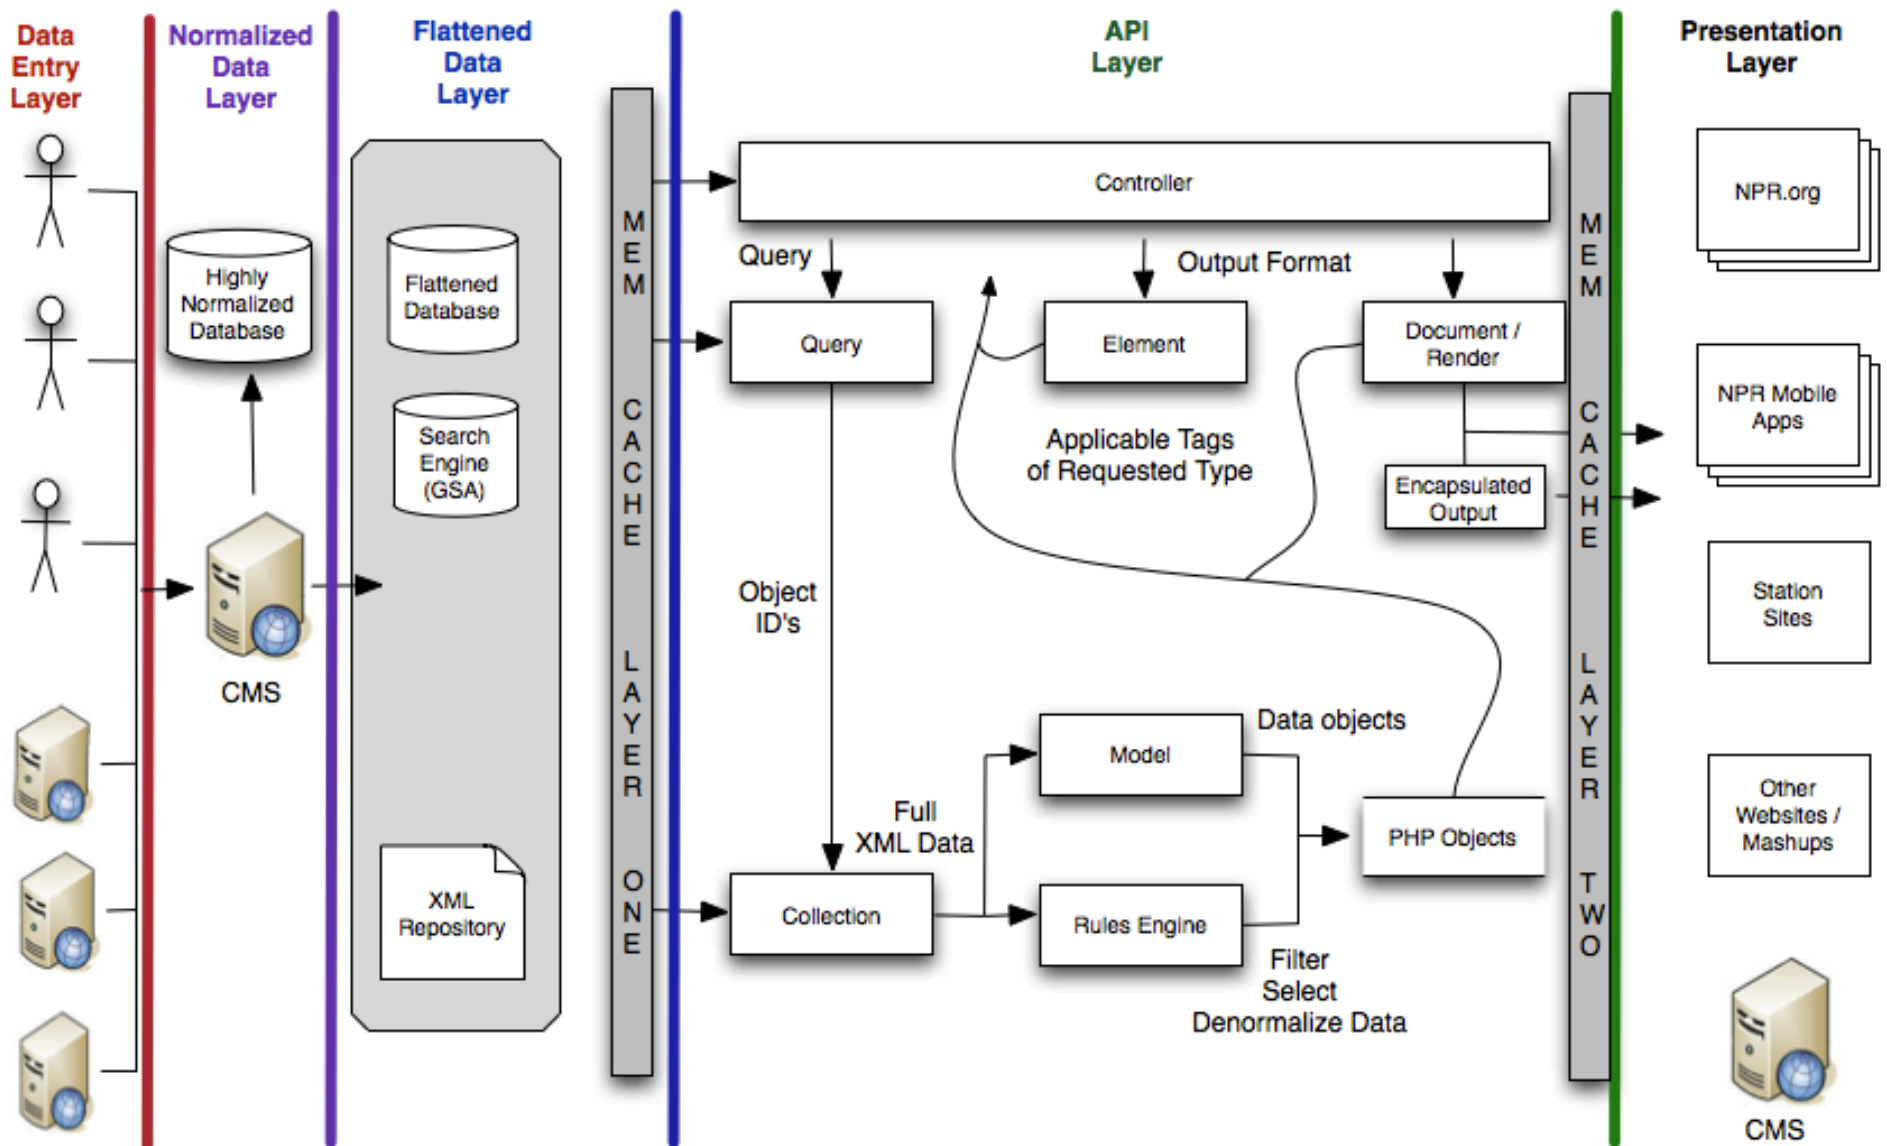 Data
Entry
Layer
Normalized
Data
Layer
Flattened
Data
Layer
API
Layer
Presentation
Layer
Highly
Normalized
Database
CMS
Flattened
Database
Search
Engine
(GSA)
XML
Repository
MEM CACHE LAYER ONE
Controller
Query
Output Format
Query
Element
Document /
Render
Applicable Tags
of Requested Type
Encapsulated
Output
Object
ID's
Model
Data objects
Full
XML Data
PHP Objects
Collection
Rules Engine
Filter
Select
Denormalize Data
MEM CACHE LAYER TWO
NPR.org
NPR Mobile
Apps
Station
Sites
Other
Websites /
Mashups
CMS